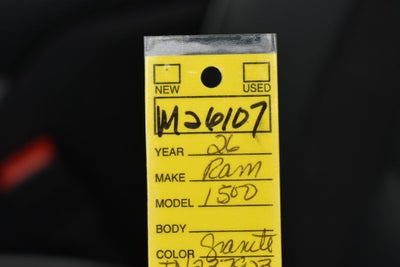 NEW USED
M26107
YEAR 26
MAKE Ram
MODEL 1500
BODY
COLOR Granite